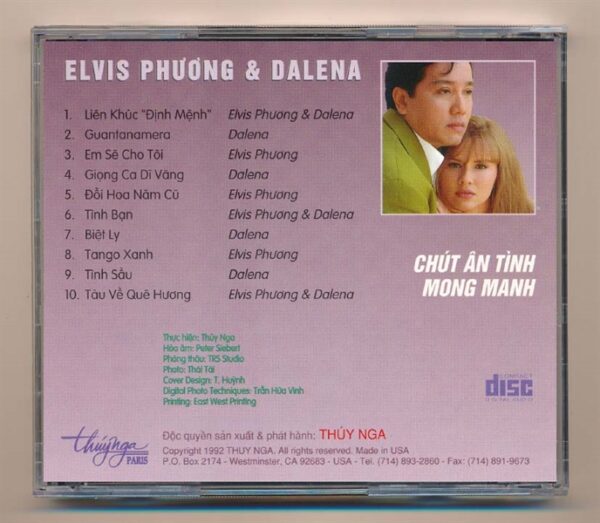 ELVIS PHƯƠNG & DALENA
1. Liên Khúc "Định Mệnh" Elvis Phương & Dalena
2. Guantanamera Dalena
3. Em Sẽ Cho Tôi Elvis Phương
4. Giọng Ca Dĩ Vãng Dalena
5. Đồi Hoa Năm Cũ Elvis Phương
6. Tình Bạn Elvis Phương & Dalena
7. Biệt Ly Dalena
8. Tango Xanh Elvis Phương
9. Tình Sầu Dalena
10. Tàu Về Quê Hương Elvis Phương & Dalena
CHÚT ÂN TÌNH
MONG MANH
Thực hiện: Thúy Nga
Hòa âm: Peter Siebert
Phòng thâu: TRS Studio
Photo: Thái Tài
Cover Design: T. Huỳnh
Digital Photo Techniques: Trần Hữu Vinh
Printing: East West Printing
COMPACT
disc
DIGITAL AUDIO
thúy nga
PARIS
Độc quyền sản xuất & phát hành: THÚY NGA
Copyright 1992 THUY NGA. All rights reserved. Made in USA
P.O. Box 2174 - Westminster, CA 92683 - USA - Tel. (714) 893-2860 - Fax: (714) 891-9673